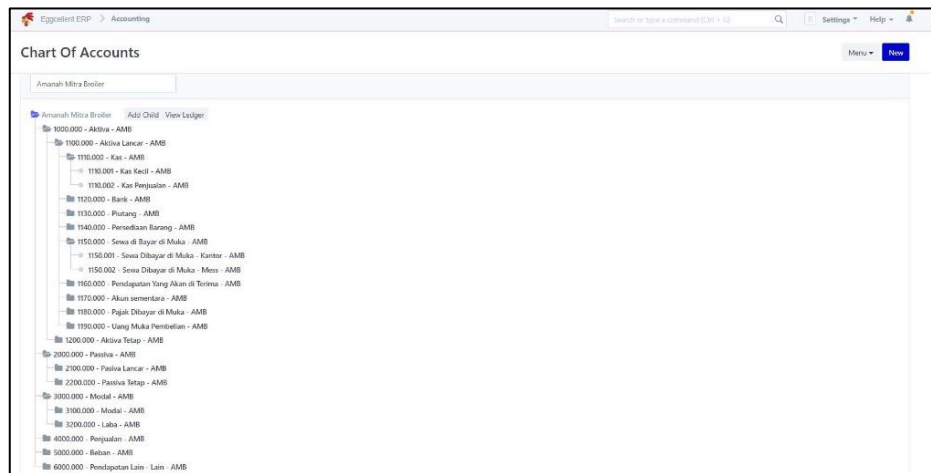 Eggcellent ERP > Accounting Search or type a command (Ctrl + G) R Settings Help
Chart Of Accounts Menu New
Amanah Mitra Broiler
Amanah Mitra Broiler Add Child View Ledger
1000.000 - Aktiva - AMB
1100.000 - Aktiva Lancar - AMB
1110.000 - Kas - AMB
1110.001 - Kas Kecil - AMB
1110.002 - Kas Penjualan - AMB
1120.000 - Bank - AMB
1130.000 - Piutang - AMB
1140.000 - Persediaan Barang - AMB
1150.000 - Sewa di Bayar di Muka - AMB
1150.001 - Sewa Dibayar di Muka - Kantor - AMB
1150.002 - Sewa Dibayar di Muka - Mess - AMB
1160.000 - Pendapatan Yang Akan di Terima - AMB
1170.000 - Akun sementara - AMB
1180.000 - Pajak Dibayar di Muka - AMB
1190.000 - Uang Muka Pembelian - AMB
1200.000 - Aktiva Tetap - AMB
2000.000 - Passiva - AMB
2100.000 - Pasiva Lancar - AMB
2200.000 - Passiva Tetap - AMB
3000.000 - Modal - AMB
3100.000 - Modal - AMB
3200.000 - Laba - AMB
4000.000 - Penjualan - AMB
5000.000 - Beban - AMB
6000.000 - Pendapatan Lain - Lain - AMB